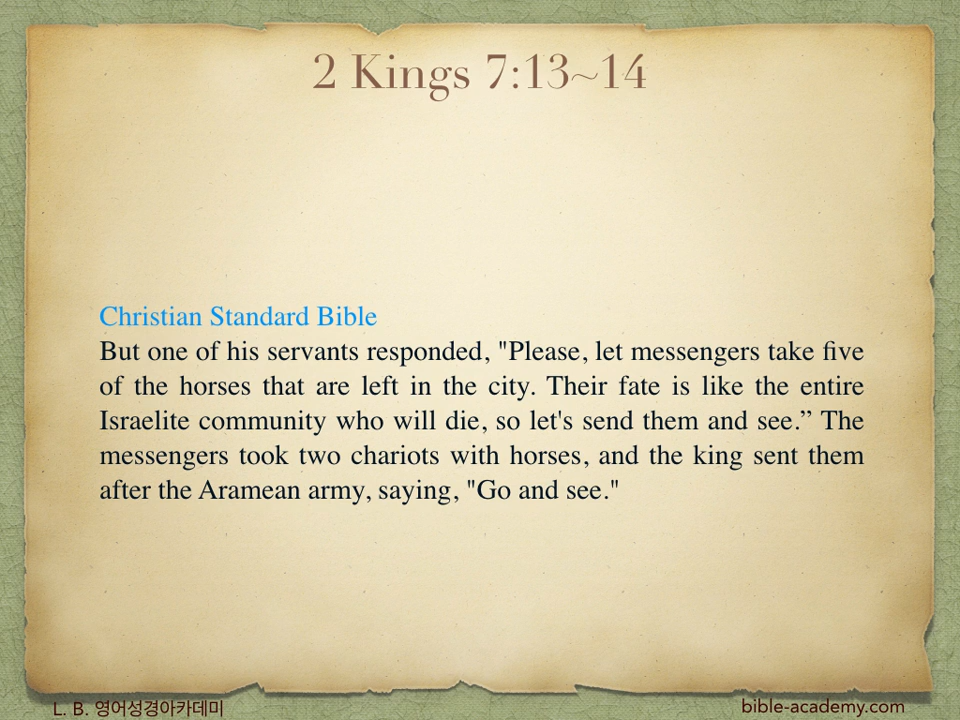 2 Kings 7:13~14
Christian Standard Bible
But one of his servants responded, "Please, let messengers take five
of the horses that are left in the city. Their fate is like the entire
Israelite community who will die, so let's send them and see.” The
messengers took two chariots with horses, and the king sent them
after the Aramean army, saying, "Go and see."
L. B. 영어성경아카데미
bible-academy.com